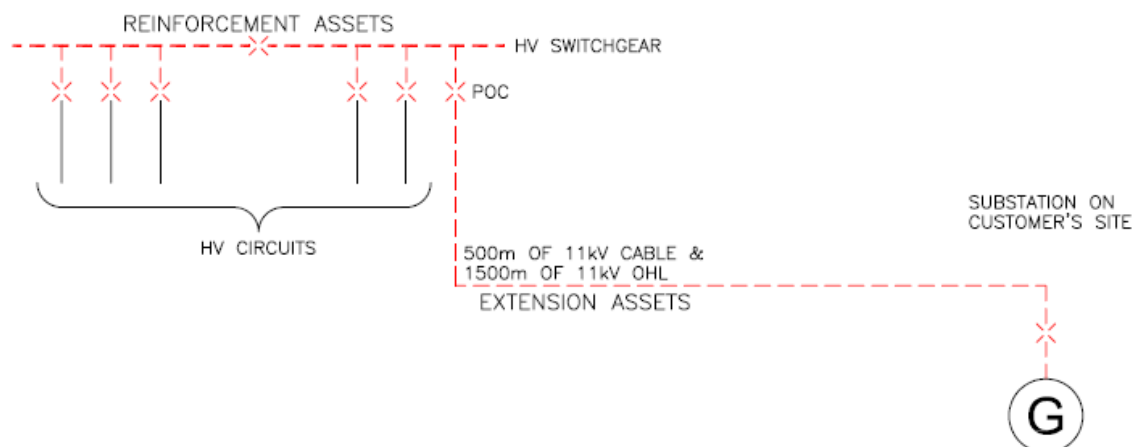 REINFORCEMENT ASSETS
HV SWITCHGEAR
POC
HV CIRCUITS
SUBSTATION ON
CUSTOMER'S SITE
500m OF 11kV CABLE &
1500m OF 11kV OHL
EXTENSION ASSETS
G